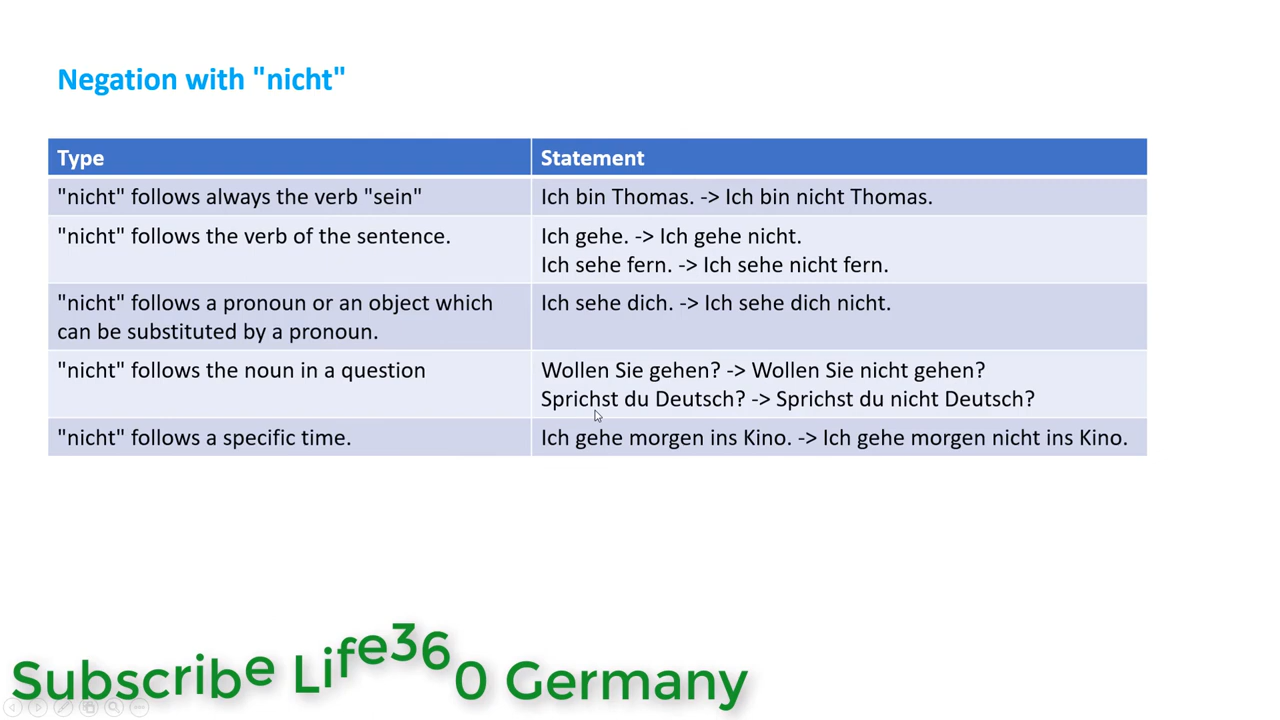 Negation with "nicht"
Type
Statement
"nicht" follows always the verb "sein"
Ich bin Thomas. -> Ich bin nicht Thomas.
"nicht" follows the verb of the sentence.
Ich gehe. -> Ich gehe nicht.
Ich sehe fern. -> Ich sehe nicht fern.
"nicht" follows a pronoun or an object which
can be substituted by a pronoun.
Ich sehe dich. -> Ich sehe dich nicht.
"nicht" follows the noun in a question
Wollen Sie gehen? -> Wollen Sie nicht gehen?
Sprichst du Deutsch? -> Sprichst du nicht Deutsch?
"nicht" follows a specific time.
Ich gehe morgen ins Kino. -> Ich gehe morgen nicht ins Kino.
Subscribe Life360 Germany